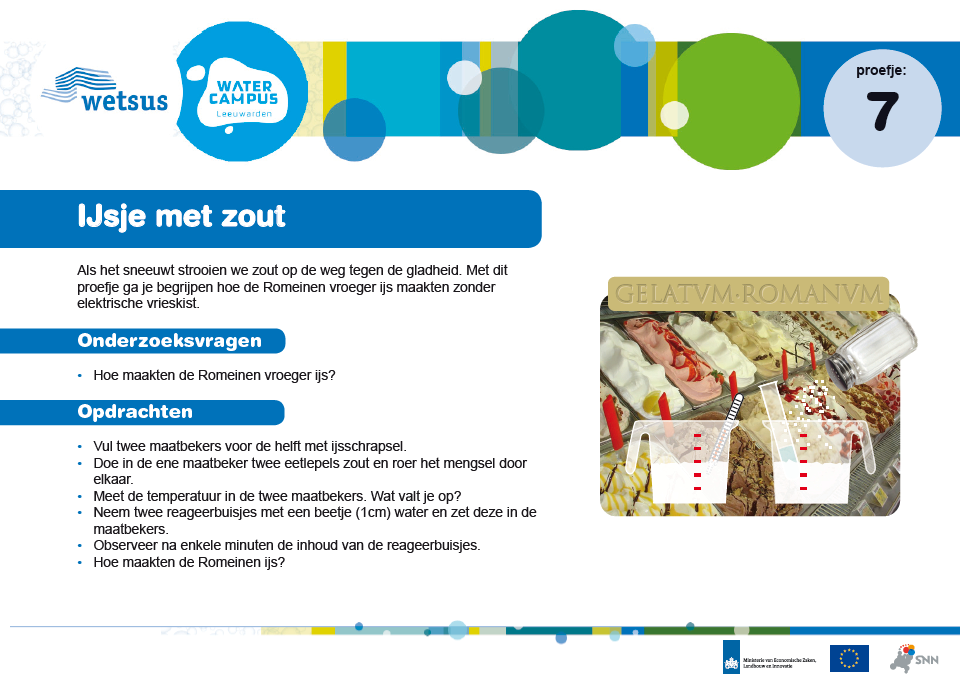 wetsus
WATER
CAMPUS
Leeuwarden
proefje:
7
IJsje met zout
Als het sneeuwt strooien we zout op de weg tegen de gladheid. Met dit
proefje ga je begrijpen hoe de Romeinen vroeger ijs maakten zonder
elektrische vrieskist.
GELATVM·ROMANVM
Onderzoeksvragen
• Hoe maakten de Romeinen vroeger ijs?
Opdrachten
• Vul twee maatbekers voor de helft met ijsschrapsel.
• Doe in de ene maatbeker twee eetlepels zout en roer het mengsel door
elkaar.
• Meet de temperatuur in de twee maatbekers. Wat valt je op?
• Neem twee reageerbuisjes met een beetje (1cm) water en zet deze in de
maatbekers.
• Observeer na enkele minuten de inhoud van de reageerbuisjes.
• Hoe maakten de Romeinen ijs?
Ministerie van Economische Zaken,
Landbouw en Innovatie
SNN